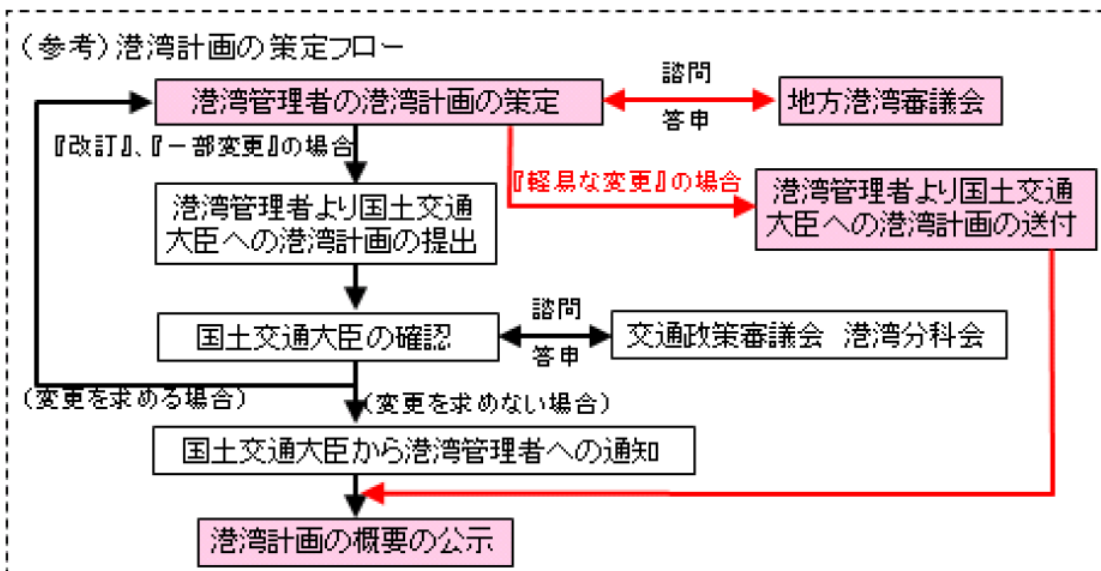 （参考）港湾計画の策定フロー
港湾管理者の港湾計画の策定
諮問
答申
地方港湾審議会
『改訂』、『一部変更』の場合
『軽易な変更』の場合
港湾管理者より国土交通
大臣への港湾計画の提出
港湾管理者より国土交通
大臣への港湾計画の送付
国土交通大臣の確認
諮問
答申
交通政策審議会　港湾分科会
（変更を求める場合）
（変更を求めない場合）
国土交通大臣から港湾管理者への通知
港湾計画の概要の公示